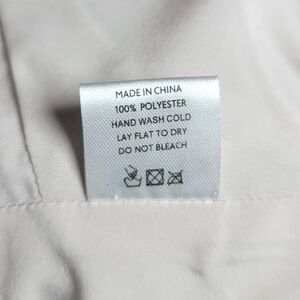 MADE IN CHINA
100% POLYESTER
HAND WASH COLD
LAY FLAT TO DRY
DO NOT BLEACH